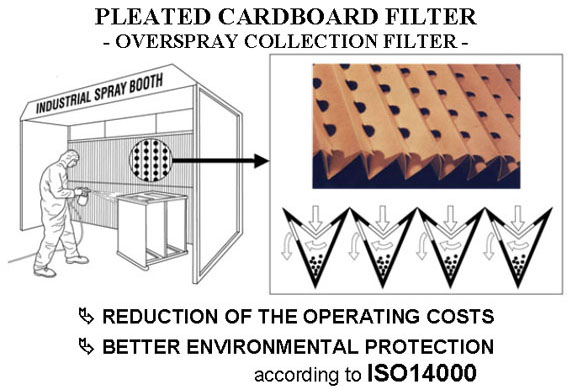 PLEATED CARDBOARD FILTER
- OVERSPRAY COLLECTION FILTER -
INDUSTRIAL SPRAY BOOTH
REDUCTION OF THE OPERATING COSTS
BETTER ENVIRONMENTAL PROTECTION
according to ISO14000